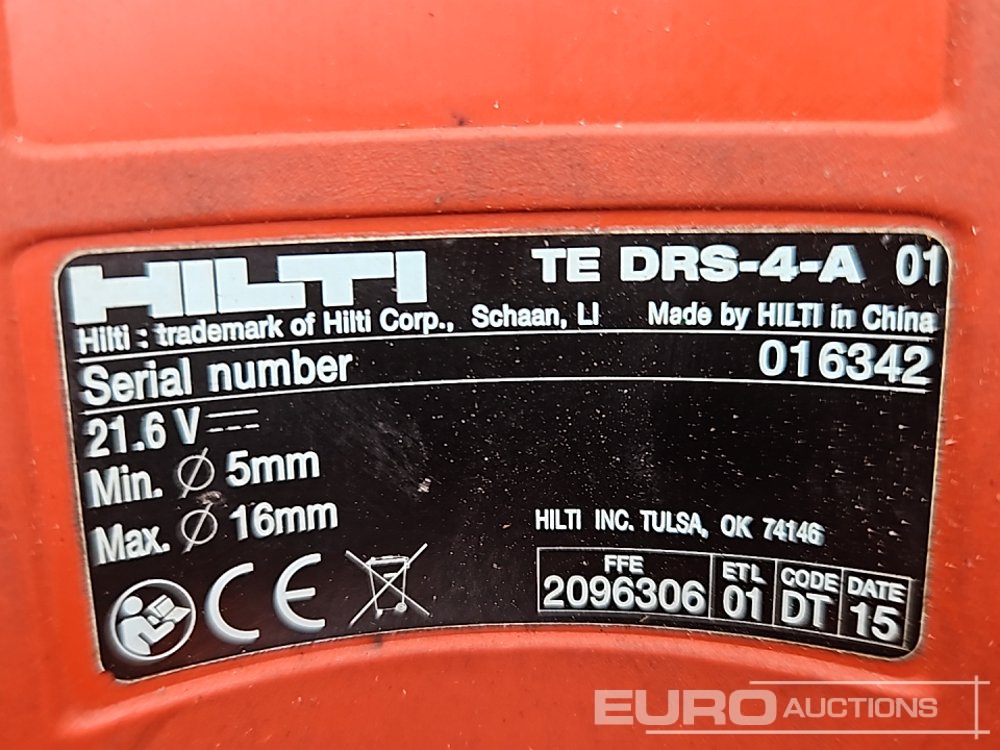 HILTI TE DRS-4-A 01
Hilti : trademark of Hilti Corp., Schaan, LI Made by HILTI in China
Serial number 016342
21.6 V
Min. ∅ 5mm
Max. ∅ 16mm
HILTI INC. TULSA, OK 74146
FFE ETL CODE DATE
2096306 01 DT 15
CE
EURO AUCTIONS